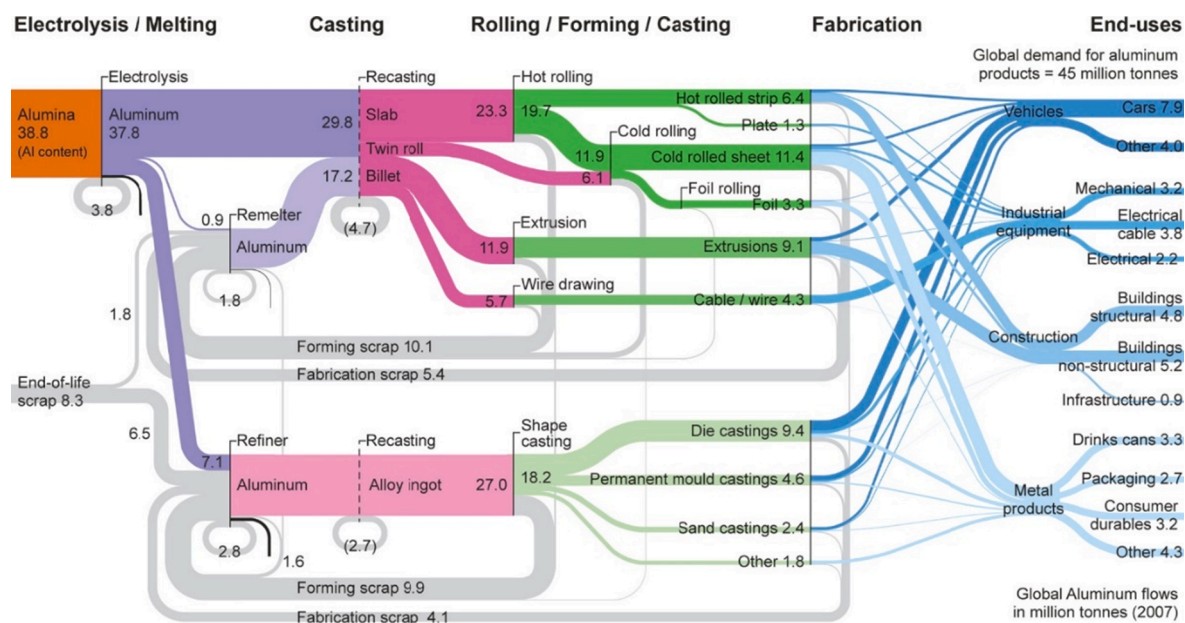 Electrolysis / Melting
Casting
Rolling / Forming / Casting
Fabrication
End-uses
Global demand for aluminum
products = 45 million tonnes
Electrolysis
Recasting
Hot rolling
Alumina
38.8
(Al content)
Aluminum
37.8
29.8
Slab
23.3
19.7
Hot rolled strip 6.4
Plate 1.3
Vehicles
Cars 7.9
Cold rolling
Twin roll
11.9
Cold rolled sheet 11.4
Other 4.0
17.2
Billet
6.1
Foil rolling
Foil 3.3
3.8
0.9
Remelter
Aluminum
(4.7)
Extrusion
11.9
Extrusions 9.1
Industrial
equipment
Mechanical 3.2
Electrical
cable 3.8
Electrical 2.2
1.8
1.8
Wire drawing
5.7
Cable / wire 4.3
Construction
Buildings
structural 4.8
Buildings
non-structural 5.2
Infrastructure 0.9
Forming scrap 10.1
Fabrication scrap 5.4
End-of-life
scrap 8.3
6.5
Refiner
7.1
Aluminum
Recasting
Alloy ingot
27.0
Shape
casting
18.2
Die castings 9.4
Permanent mould castings 4.6
Sand castings 2.4
Other 1.8
Metal
products
Drinks cans 3.3
Packaging 2.7
Consumer
durables 3.2
Other 4.3
2.8
1.6
(2.7)
Forming scrap 9.9
Fabrication scrap 4.1
Global Aluminum flows
in million tonnes (2007)